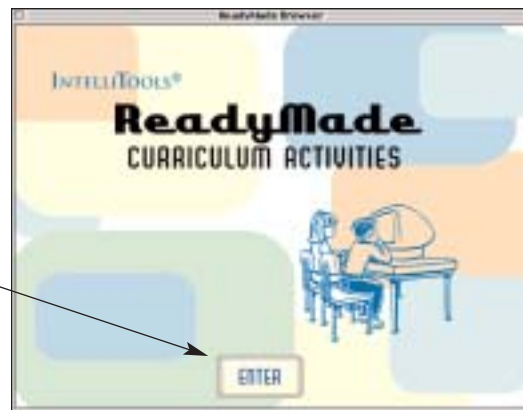 ReadyMade Browser
INTELLITOOLS®
ReadyMade
CURRICULUM ACTIVITIES
ENTER